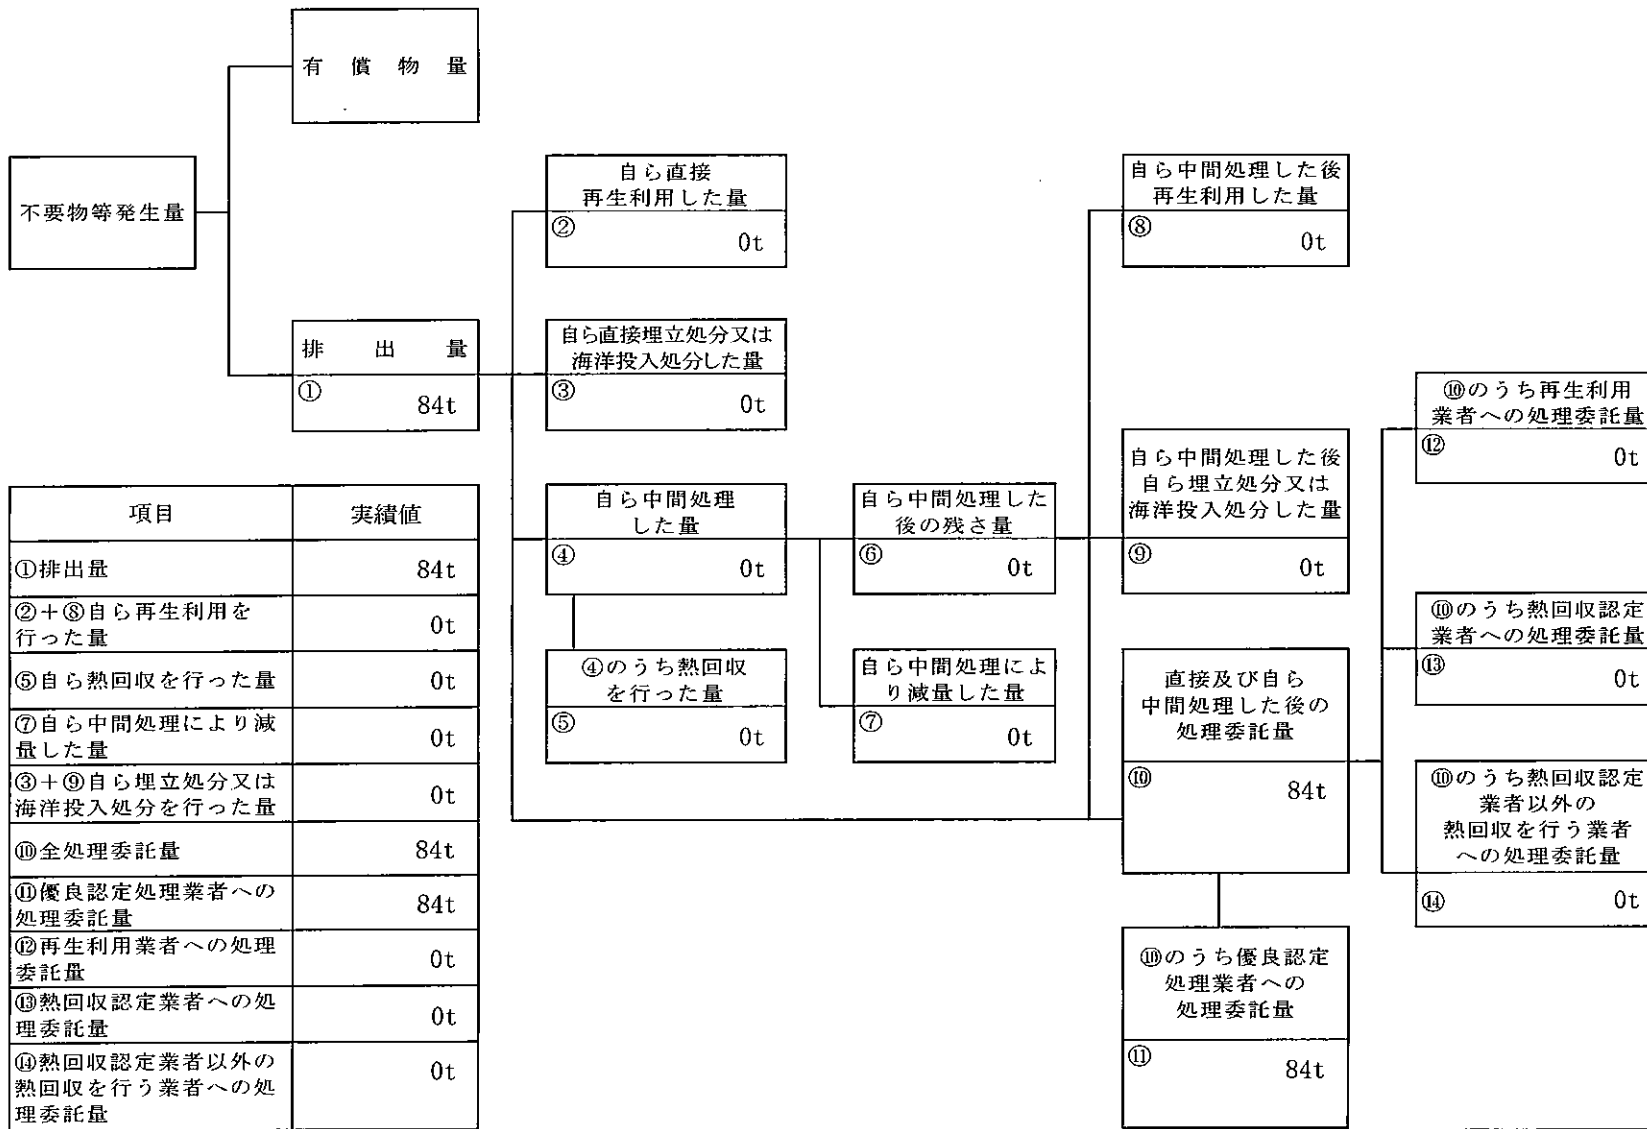 有償物量
不要物等発生量
排出量
①
84t
自ら直接
再生利用した量
②
0t
自ら直接埋立処分又は
海洋投入処分した量
③
0t
自ら中間処理
した量
④
0t
④のうち熱回収
を行った量
⑤
0t
自ら中間処理した
後の残さ量
⑥
0t
自ら中間処理によ
り減量した量
⑦
0t
自ら中間処理した後
再生利用した量
⑧
0t
自ら中間処理した後
自ら埋立処分又は
海洋投入処分した量
⑨
0t
直接及び自ら
中間処理した後の
処理委託量
⑩
84t
⑩のうち優良認定
処理業者への
処理委託量
⑪
84t
⑩のうち再生利用
業者への処理委託量
⑫
0t
⑩のうち熱回収認定
業者への処理委託量
⑬
0t
⑩のうち熱回収認定
業者以外の
熱回収を行う業者
への処理委託量
⑭
0t
項目 実績値
①排出量 84t
②+⑧自ら再生利用を
行った量
0t
⑤自ら熱回収を行った量 0t
⑦自ら中間処理により減
量した量
0t
③+⑨自ら埋立処分又は
海洋投入処分を行った量
0t
⑩全処理委託量 84t
⑪優良認定処理業者への
処理委託量
84t
⑫再生利用業者への処理
委託量
0t
⑬熱回収認定業者への処
理委託量
0t
⑭熱回収認定業者以外の
熱回収を行う業者への処
理委託量
0t